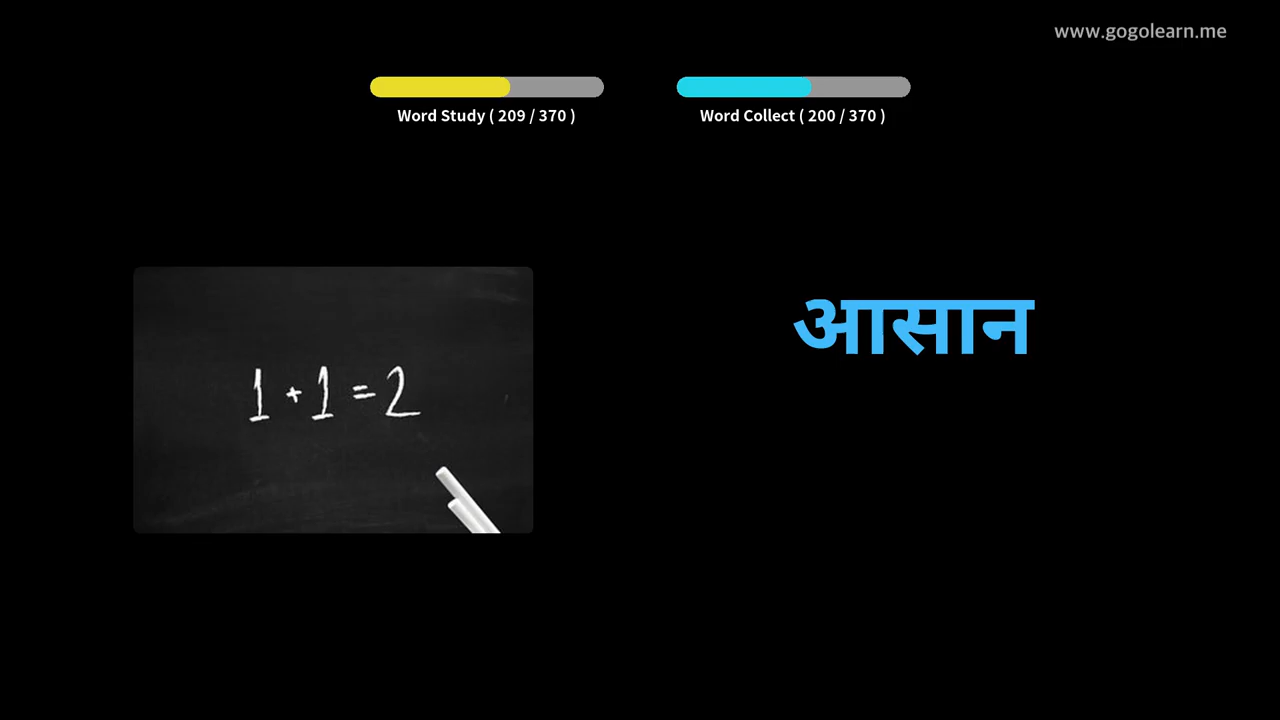 www.gogolearn.me
Word Study ( 209 / 370 )
Word Collect ( 200 / 370 )
आसान
1 + 1 = 2